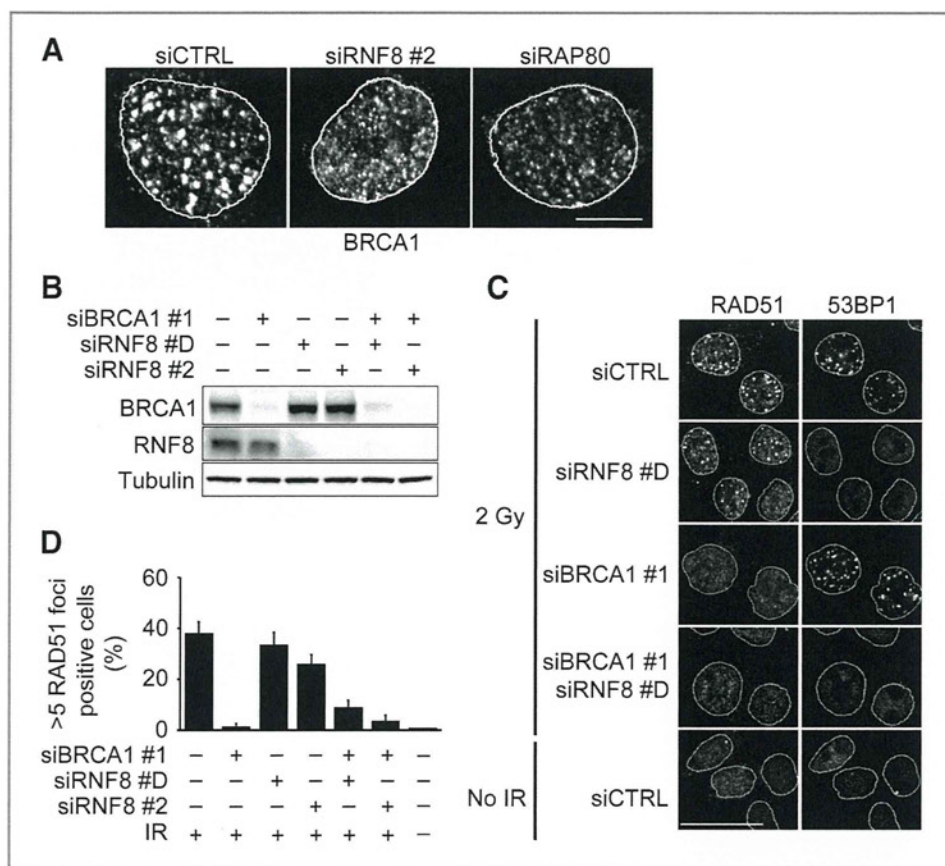 A
siCTRL siRNF8 #2 siRAP80
BRCA1
B
siBRCA1 #1 – + – – + +
siRNF8 #D – – + – + –
siRNF8 #2 – – – + – +
BRCA1
RNF8
Tubulin
C
RAD51 53BP1
2 Gy
siCTRL
siRNF8 #D
siBRCA1 #1
siBRCA1 #1
siRNF8 #D
No IR
siCTRL
D
>5 RAD51 foci
positive cells
(%)
60
40
20
0
siBRCA1 #1 – + – – + + –
siRNF8 #D – – + – + – –
siRNF8 #2 – – – + – + –
IR + + + + + + –